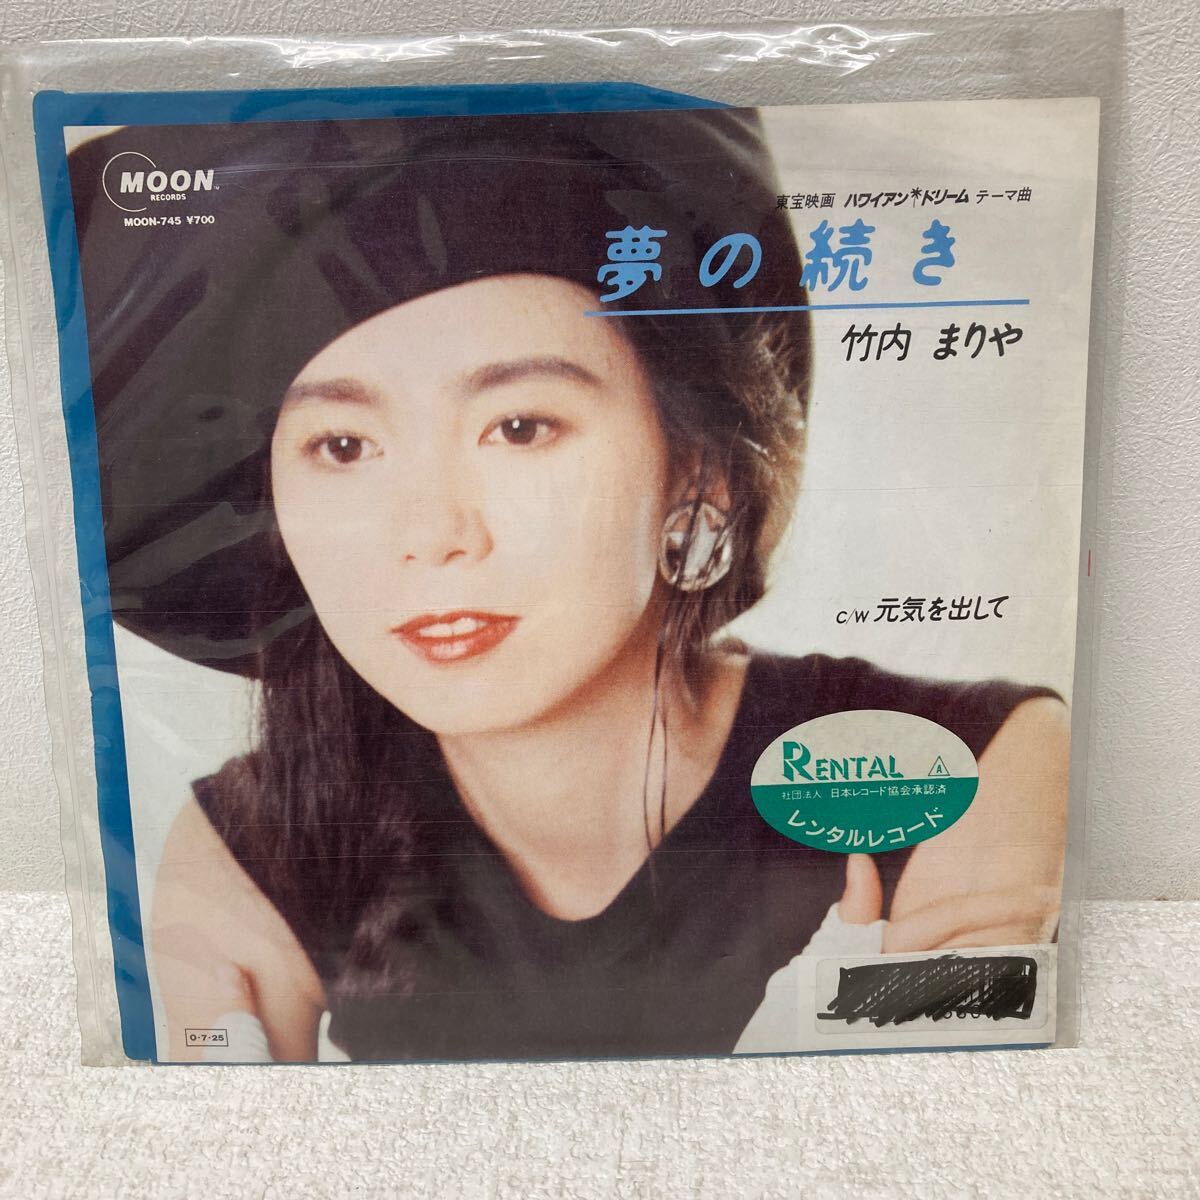 MOON
RECORDS
MOON-745 ¥700
東宝映画 ハワイアン*ドリーム テーマ曲
夢の続き
竹内 まりや
C/W 元気を出して
RENTAL A
社団法人 日本レコード協会承認済
レンタルレコード
0・7・25